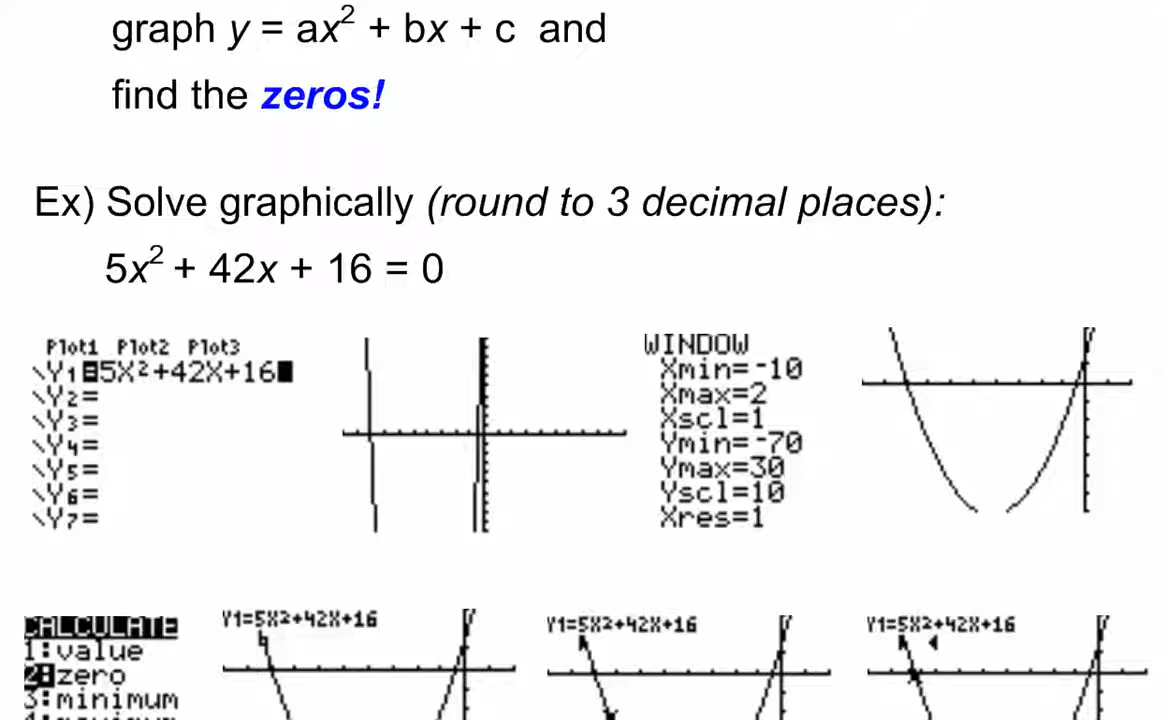 graph y = ax² + bx + c and
find the zeros!
Ex) Solve graphically (round to 3 decimal places):
5x² + 42x + 16 = 0
Plot1 Plot2 Plot3
\Y1=5X²+42X+16
\Y2=
\Y3=
\Y4=
\Y5=
\Y6=
\Y7=
WINDOW
Xmin=-10
Xmax=2
Xscl=1
Ymin=-70
Ymax=30
Yscl=10
Xres=1
CALCULATE
1:value
2:zero
3:minimum
Y1=5X2+42X+16
Y1=5X2+42X+16
Y1=5X2+42X+16